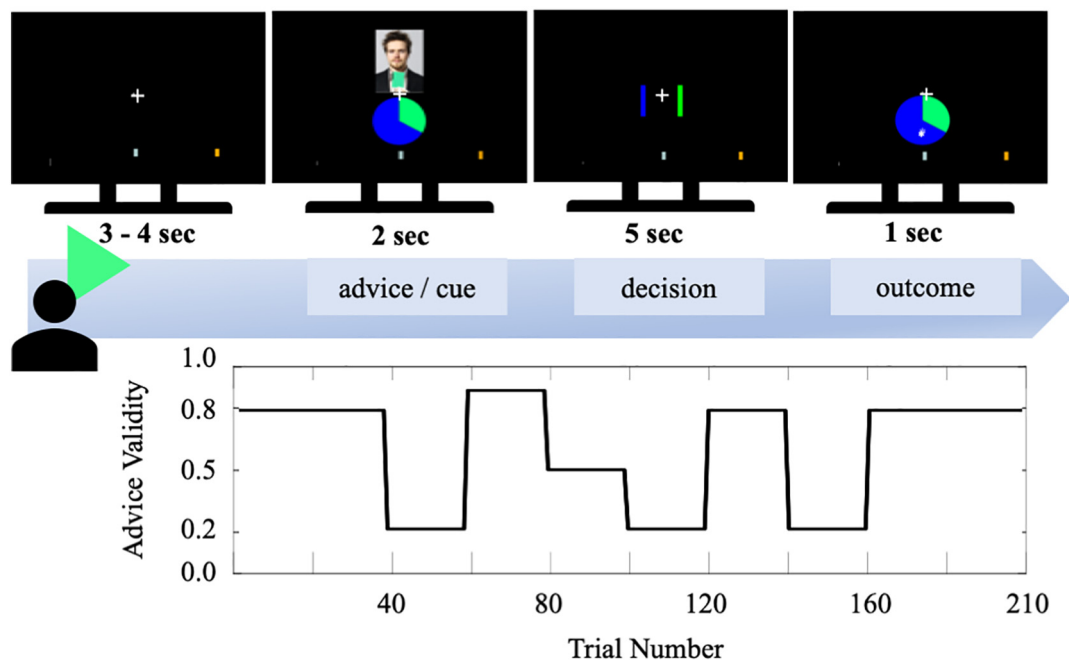 3 - 4 sec
2 sec
5 sec
1 sec
advice / cue
decision
outcome
Advice Validity
1.0
0.8
0.5
0.2
0.0
40
80
120
160
210
Trial Number